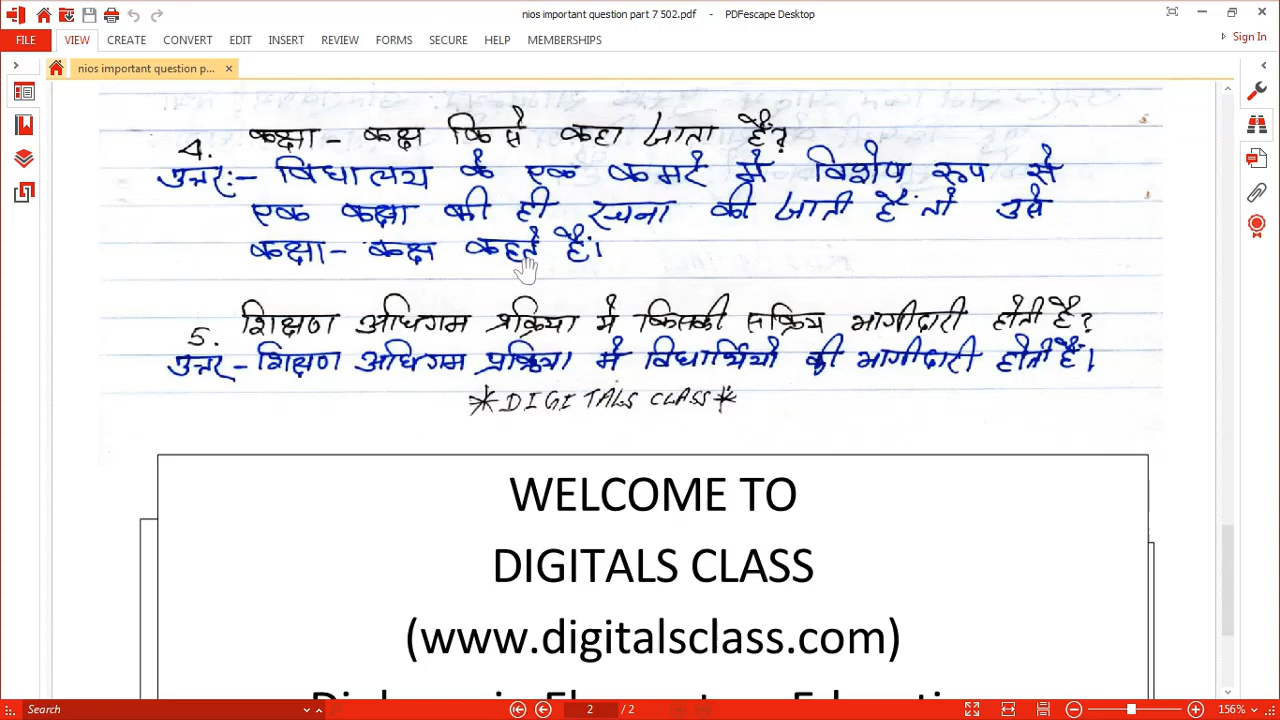 nios important question part 7 502.pdf - PDFescape Desktop
FILE VIEW CREATE CONVERT EDIT INSERT REVIEW FORMS SECURE HELP MEMBERSHIPS Sign In
nios important question p... ×
4. कक्षा - कक्ष किसे कहा जाता है?
उत्तर:- विद्यालय के एक कमरे में विशेष रूप से
एक कक्षा की ही रचना की जाती है तो उसे
कक्षा - कक्ष कहते हैं।
5. शिक्षण अधिगम प्रक्रिया में किसकी सक्रिय भागीदारी होती है?
उत्तर - शिक्षण अधिगम प्रक्रिया में विद्यार्थियों की भागीदारी होती है।
*DIGITALS CLASS*
WELCOME TO
DIGITALS CLASS
(www.digitalsclass.com)
Search 2 / 2 156%